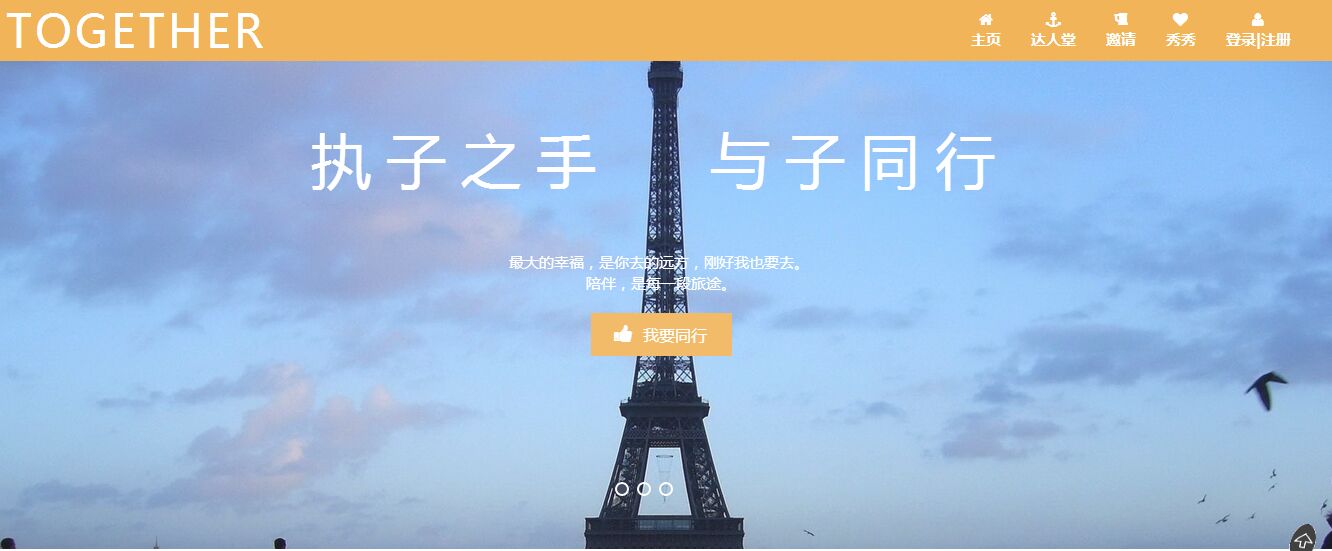 TOGETHER
主页 达人堂 邀请 秀秀 登录|注册
执子之手 与子同行
最大的幸福，是你去的远方，刚好我也要去。
陪伴，是每一段旅途。
我要同行